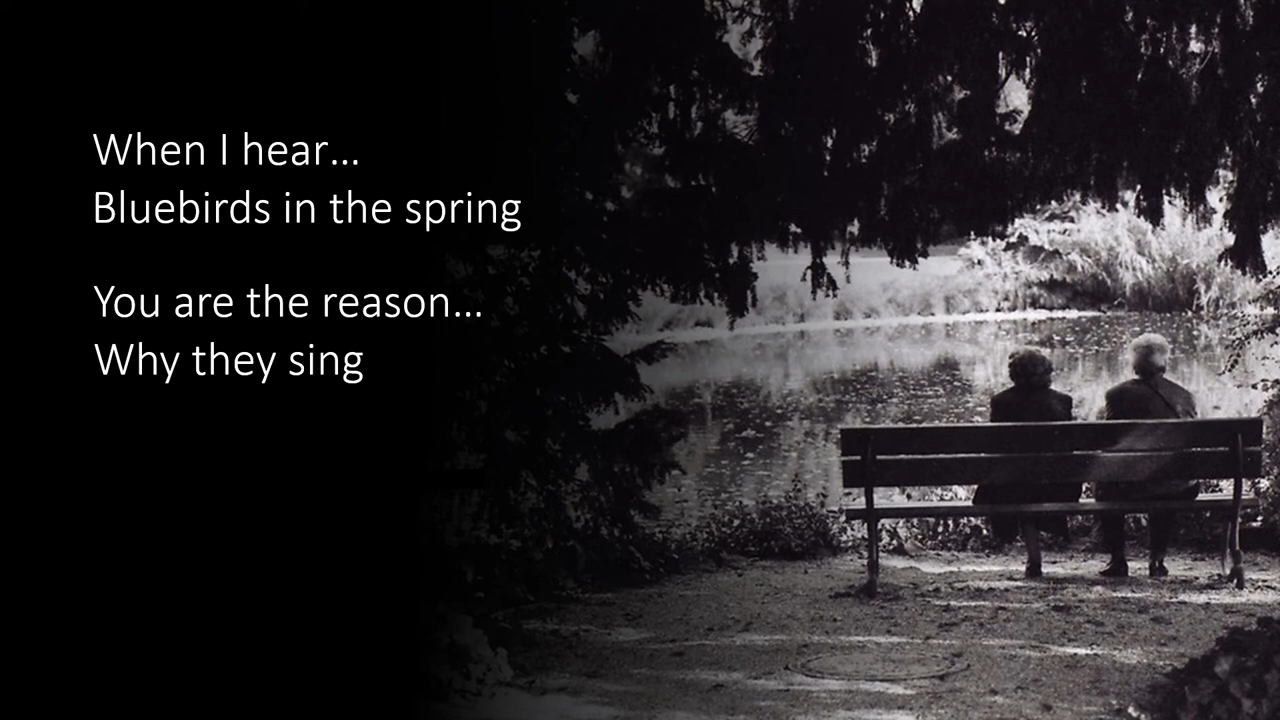 When I hear...
Bluebirds in the spring
You are the reason...
Why they sing